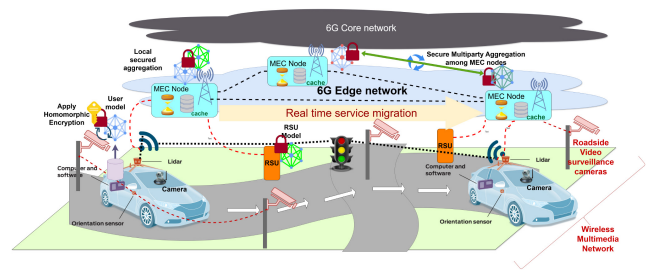 6G Core network
Local
secured
aggregation
MEC Node
cache
MEC Node
cache
Secure Multiparty Aggregation
among MEC nodes
MEC Node
cache
6G Edge network
Real time service migration
Apply
Homomorphic
Encryption
User
model
RSU
Model
RSU
RSU
Roadside
Video
surveillance
cameras
Computer and
software
Lidar
Camera
Orientation sensor
Computer and
software
Lidar
Camera
Orientation sensor
Wireless
Multimedia
Network